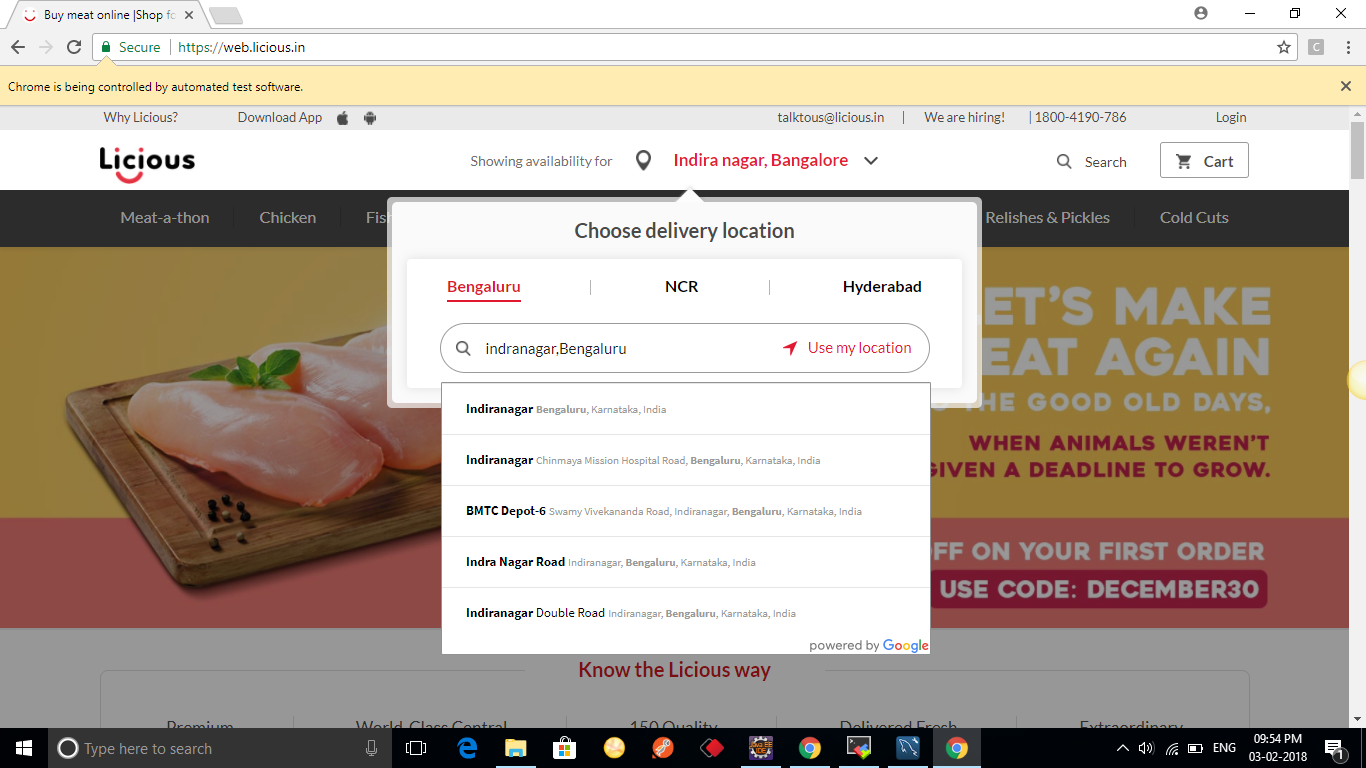 Buy meat online |Shop fo
Secure https://web.licious.in
C
Chrome is being controlled by automated test software.
Why Licious? Download App talktous@licious.in | We are hiring! | 1800-4190-786 Login
Licious Showing availability for Indira nagar, Bangalore Search Cart
Meat-a-thon Chicken Fis Relishes & Pickles Cold Cuts
Choose delivery location
Bengaluru | NCR | Hyderabad
indranagar,Bengaluru Use my location
Indiranagar Bengaluru, Karnataka, India
Indiranagar Chinmaya Mission Hospital Road, Bengaluru, Karnataka, India
BMTC Depot-6 Swamy Vivekananda Road, Indiranagar, Bengaluru, Karnataka, India
Indra Nagar Road Indiranagar, Bengaluru, Karnataka, India
Indiranagar Double Road Indiranagar, Bengaluru, Karnataka, India
powered by Google
ET'S MAKE
EAT AGAIN
THE GOOD OLD DAYS,
WHEN ANIMALS WEREN'T
GIVEN A DEADLINE TO GROW.
OFF ON YOUR FIRST ORDER
USE CODE: DECEMBER30
Know the Licious way
Premium World-Class Central 150 Quality Delivered Fresh Extraordinary
Type here to search
ENG 09:54 PM
03-02-2018
1